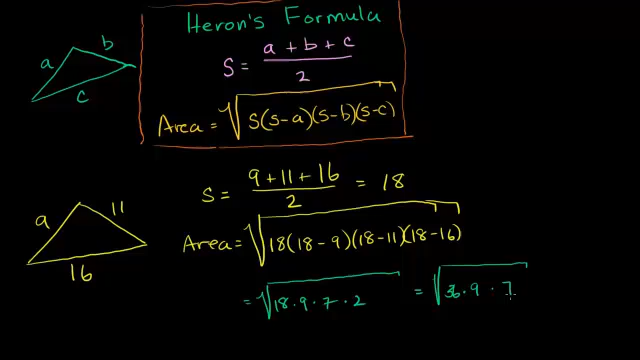 Heron's Formula
a b c
S = a + b + c / 2
Area = √S(s-a)(s-b)(s-c)
9 11 16
S = 9 + 11 + 16 / 2 = 18
Area = √18(18-9)(18-11)(18-16)
= √18 · 9 · 7 · 2 = √36 · 9 · 7